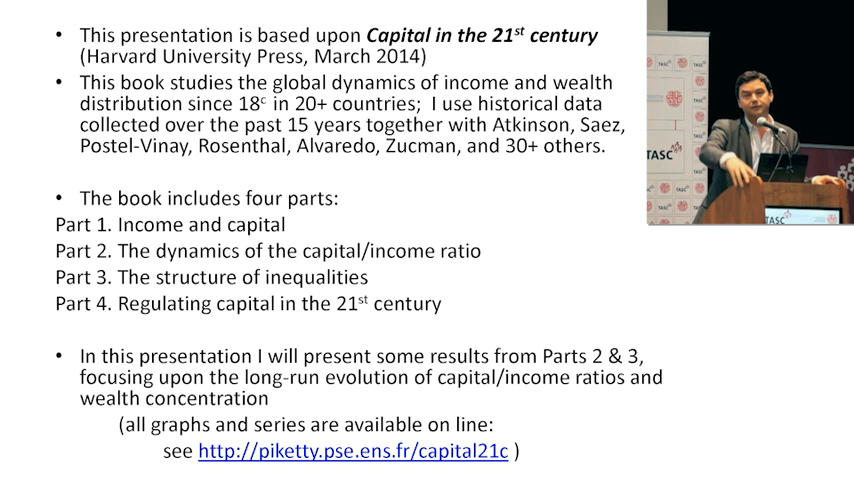 • This presentation is based upon Capital in the 21st century
(Harvard University Press, March 2014)
• This book studies the global dynamics of income and wealth
distribution since 18c in 20+ countries; I use historical data
collected over the past 15 years together with Atkinson, Saez,
Postel-Vinay, Rosenthal, Alvaredo, Zucman, and 30+ others.
• The book includes four parts:
Part 1. Income and capital
Part 2. The dynamics of the capital/income ratio
Part 3. The structure of inequalities
Part 4. Regulating capital in the 21st century
• In this presentation I will present some results from Parts 2 & 3,
focusing upon the long-run evolution of capital/income ratios and
wealth concentration
(all graphs and series are available on line:
see http://piketty.pse.ens.fr/capital21c )
TASC
TASC
TASC
TASC